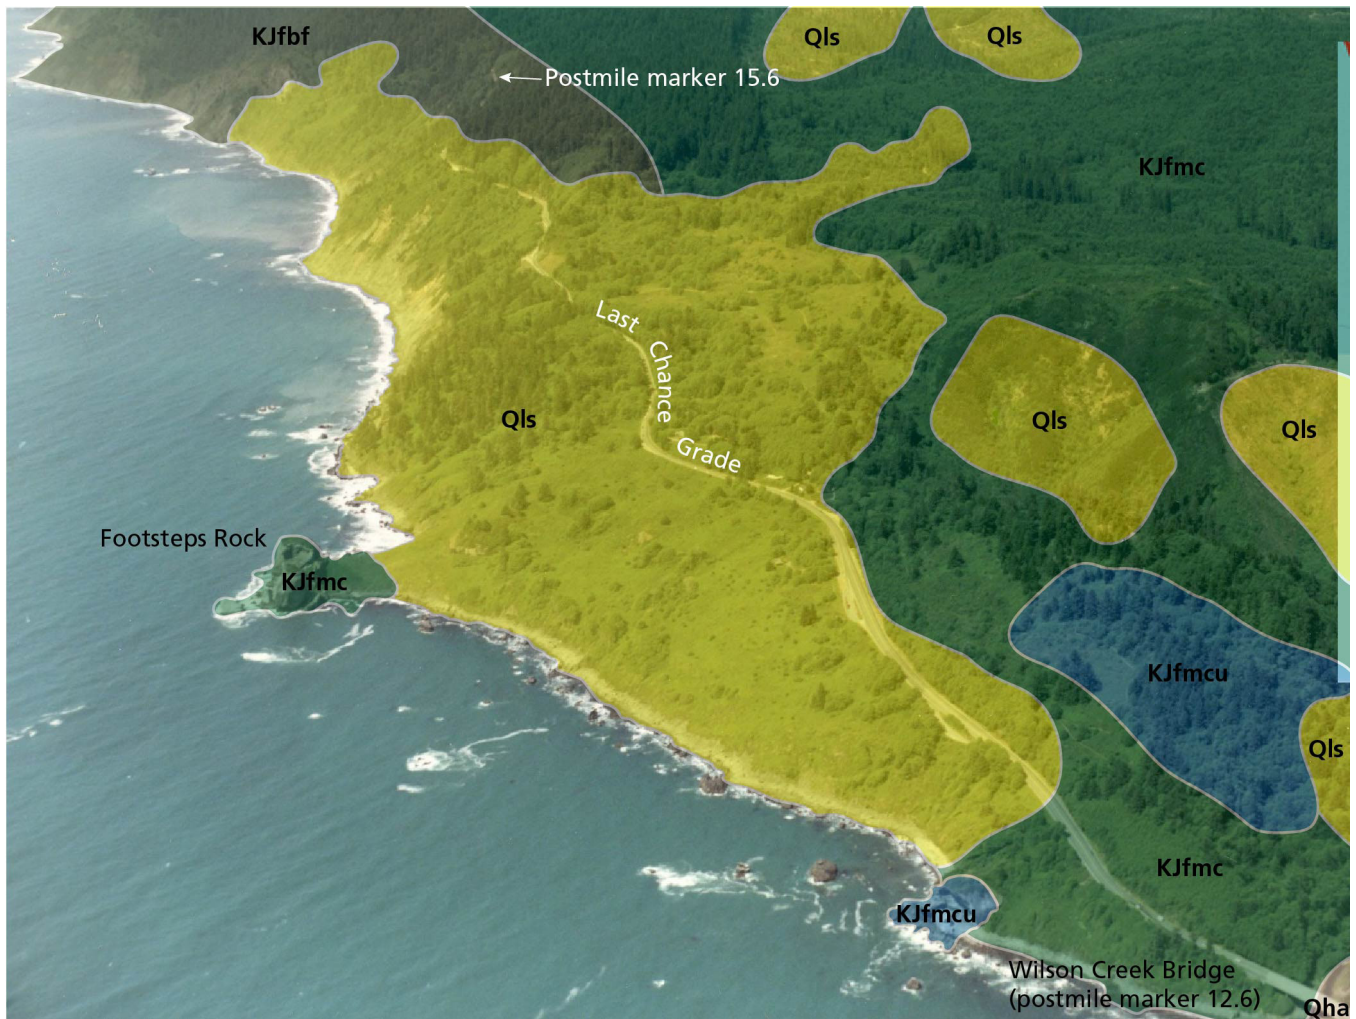 KJfbf
Qls
Qls
Postmile marker 15.6
KJfmc
Last Chance Grade
Qls
Qls
Qls
Footsteps Rock
KJfmc
KJfmcu
Qls
KJfmc
KJfmcu
Wilson Creek Bridge
(postmile marker 12.6)
Qha